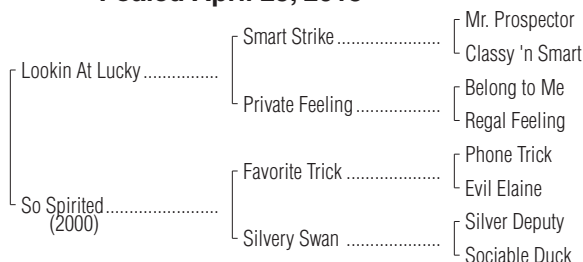 Mr. Prospector
Smart Strike ......................
Classy 'n Smart
Lookin At Lucky ................
Belong to Me
Private Feeling ..................
Regal Feeling
Phone Trick
Favorite Trick .....................
Evil Elaine
So Spirited........................
(2000)
Silver Deputy
Silvery Swan ....................
Sociable Duck